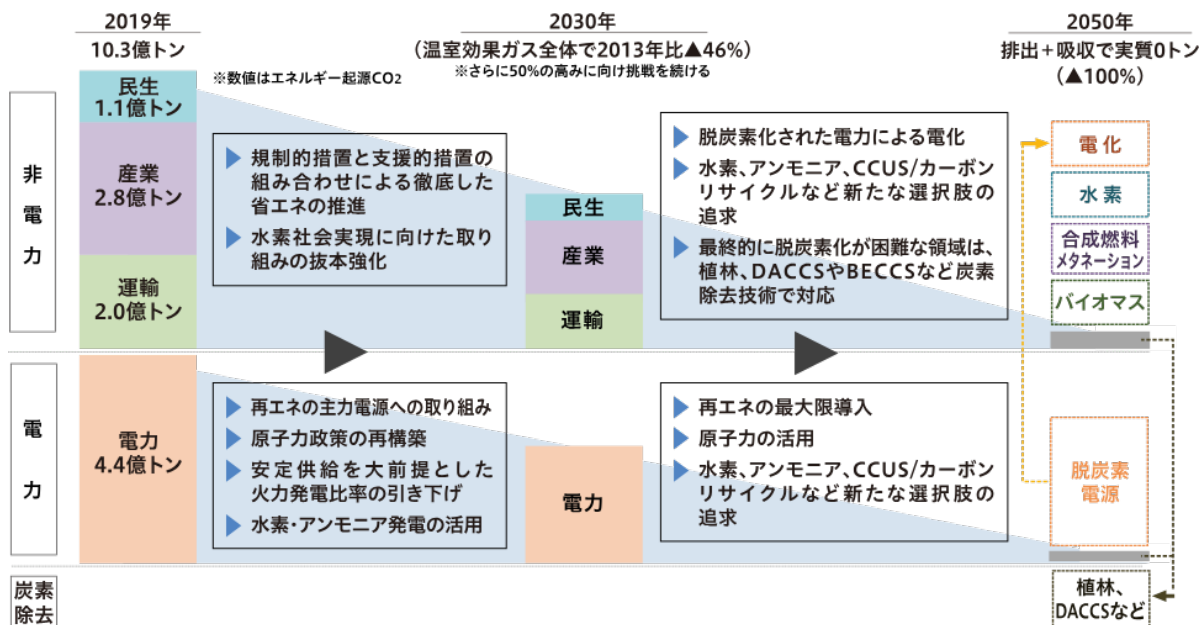 2019年
10.3億トン
2030年
(温室効果ガス全体で2013年比▲46%)
※さらに50%の高みに向け挑戦を続ける
2050年
排出+吸収で実質0トン
(▲100%)
※数値はエネルギー起源CO2
非電力
民生
1.1億トン
産業
2.8億トン
運輸
2.0億トン
▶ 規制的措置と支援的措置の
組み合わせによる徹底した
省エネの推進
▶ 水素社会実現に向けた取り
組みの抜本強化
民生
産業
運輸
▶ 脱炭素化された電力による電化
▶ 水素、アンモニア、CCUS/カーボン
リサイクルなど新たな選択肢の
追求
▶ 最終的に脱炭素化が困難な領域は、
植林、DACCSやBECCSなど炭素
除去技術で対応
電化
水素
合成燃料
メタネーション
バイオマス
電力
電力
4.4億トン
▶ 再エネの主力電源への取り組み
▶ 原子力政策の再構築
▶ 安定供給を大前提とした
火力発電比率の引き下げ
▶ 水素・アンモニア発電の活用
電力
▶ 再エネの最大限導入
▶ 原子力の活用
▶ 水素、アンモニア、CCUS/カーボン
リサイクルなど新たな選択肢の
追求
脱炭素
電源
炭素
除去
植林、
DACCSなど